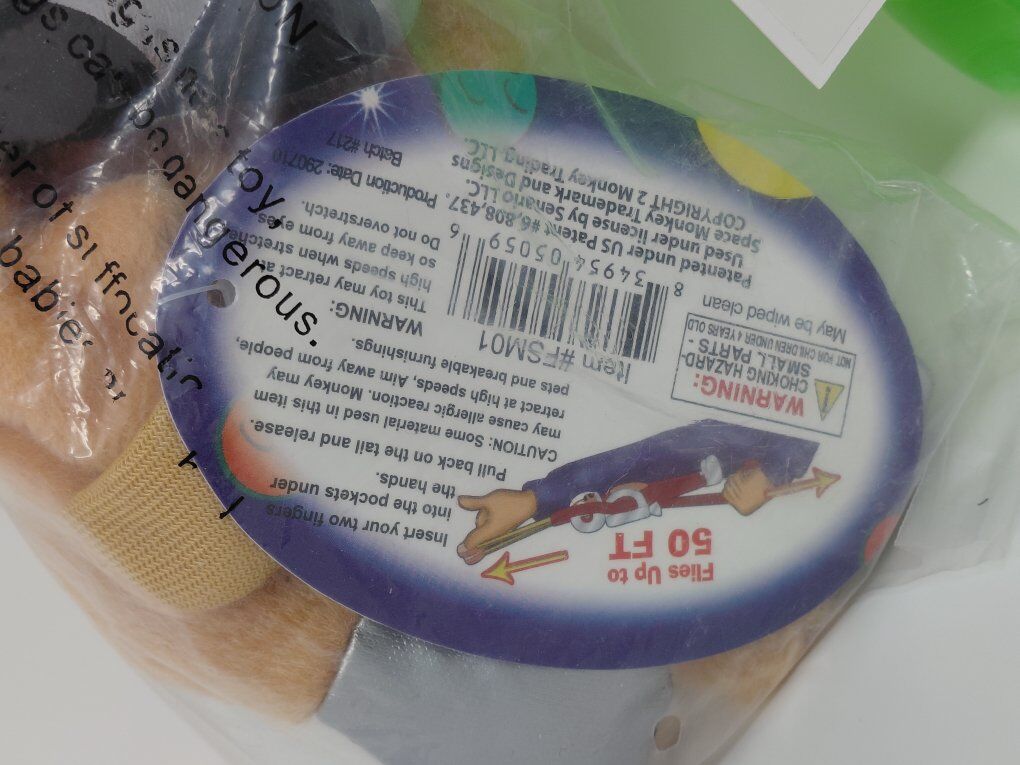 Flies Up to
50 FT
Insert your two fingers
into the pockets under
the hands.
Pull back on the tail and release.
CAUTION: Some material used in this item
may cause allergic reaction. Monkey may
retract at high speeds, Aim away from people,
pets and breakable furnishings.
WARNING:
This toy may retract at
high speeds when stretched
so keep away from eyes
Do not overstretch.
WARNING:
CHOKING HAZARD-
SMALL PARTS -
NOT FOR CHILDREN UNDER 4 YEARS OLD
May be wiped clean
Item #FSM01
8 34954 05059 6
Patented under US Patent #6,808,437.
Used under license by Senario LLC.
Space Monkey Trademark and Designs
COPYRIGHT 2 Monkey Trading LLC.
Production Date: 290710
Batch #217
toy,
dangerous.